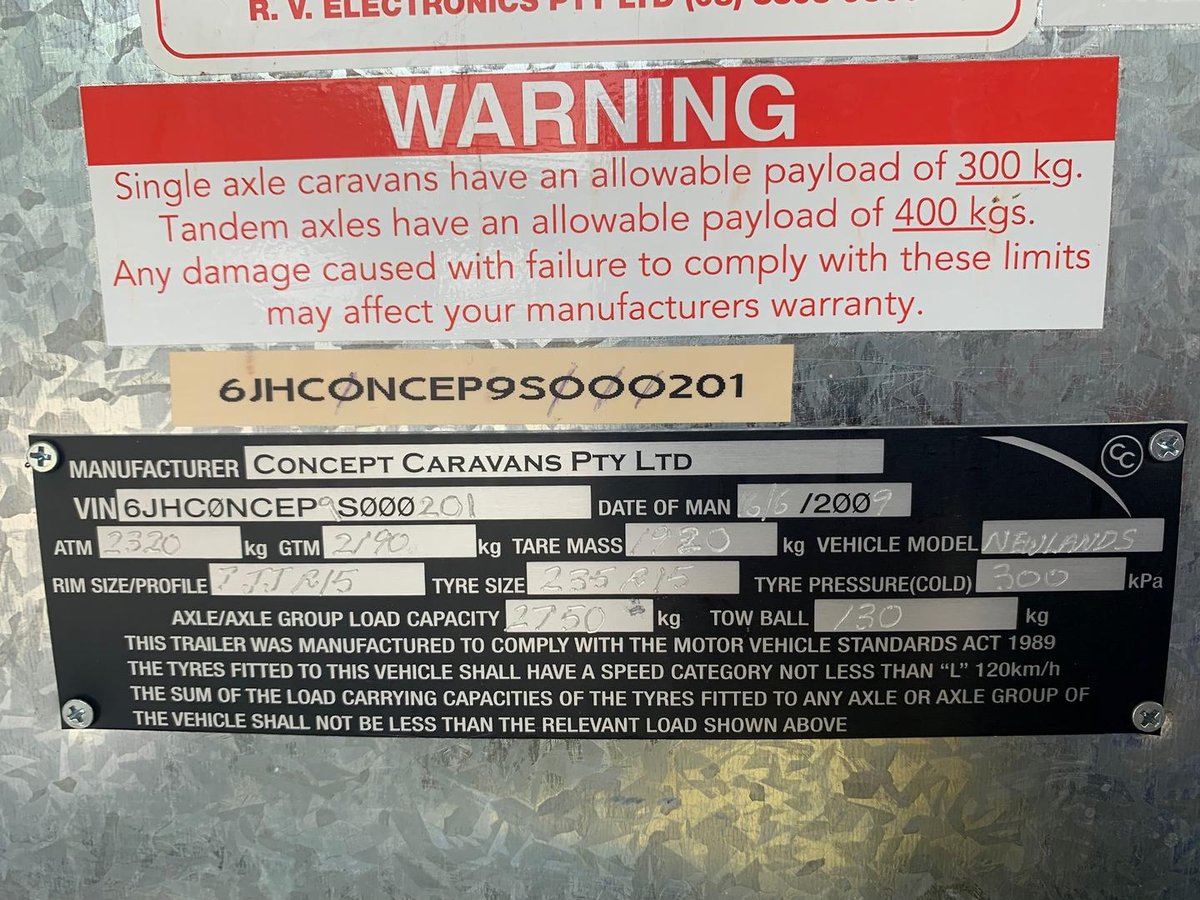 R. V. ELECTRONICS PTY LTD
WARNING
Single axle caravans have an allowable payload of 300 kg.
Tandem axles have an allowable payload of 400 kgs.
Any damage caused with failure to comply with these limits
may affect your manufacturers warranty.
6JHCØNCEP9SØØØ201
CC
MANUFACTURER CONCEPT CARAVANS PTY LTD
VIN 6JHCØNCEP9SØØØ201 DATE OF MAN /2009
ATM 2320 kg GTM 2190 kg TARE MASS 1920 kg VEHICLE MODEL NEWLANDS
RIM SIZE/PROFILE R15 TYRE SIZE 235 R15 TYRE PRESSURE(COLD) 300 kPa
AXLE/AXLE GROUP LOAD CAPACITY 2750 kg TOW BALL 130 kg
THIS TRAILER WAS MANUFACTURED TO COMPLY WITH THE MOTOR VEHICLE STANDARDS ACT 1989
THE TYRES FITTED TO THIS VEHICLE SHALL HAVE A SPEED CATEGORY NOT LESS THAN “L” 120km/h
THE SUM OF THE LOAD CARRYING CAPACITIES OF THE TYRES FITTED TO ANY AXLE OR AXLE GROUP OF
THE VEHICLE SHALL NOT BE LESS THAN THE RELEVANT LOAD SHOWN ABOVE